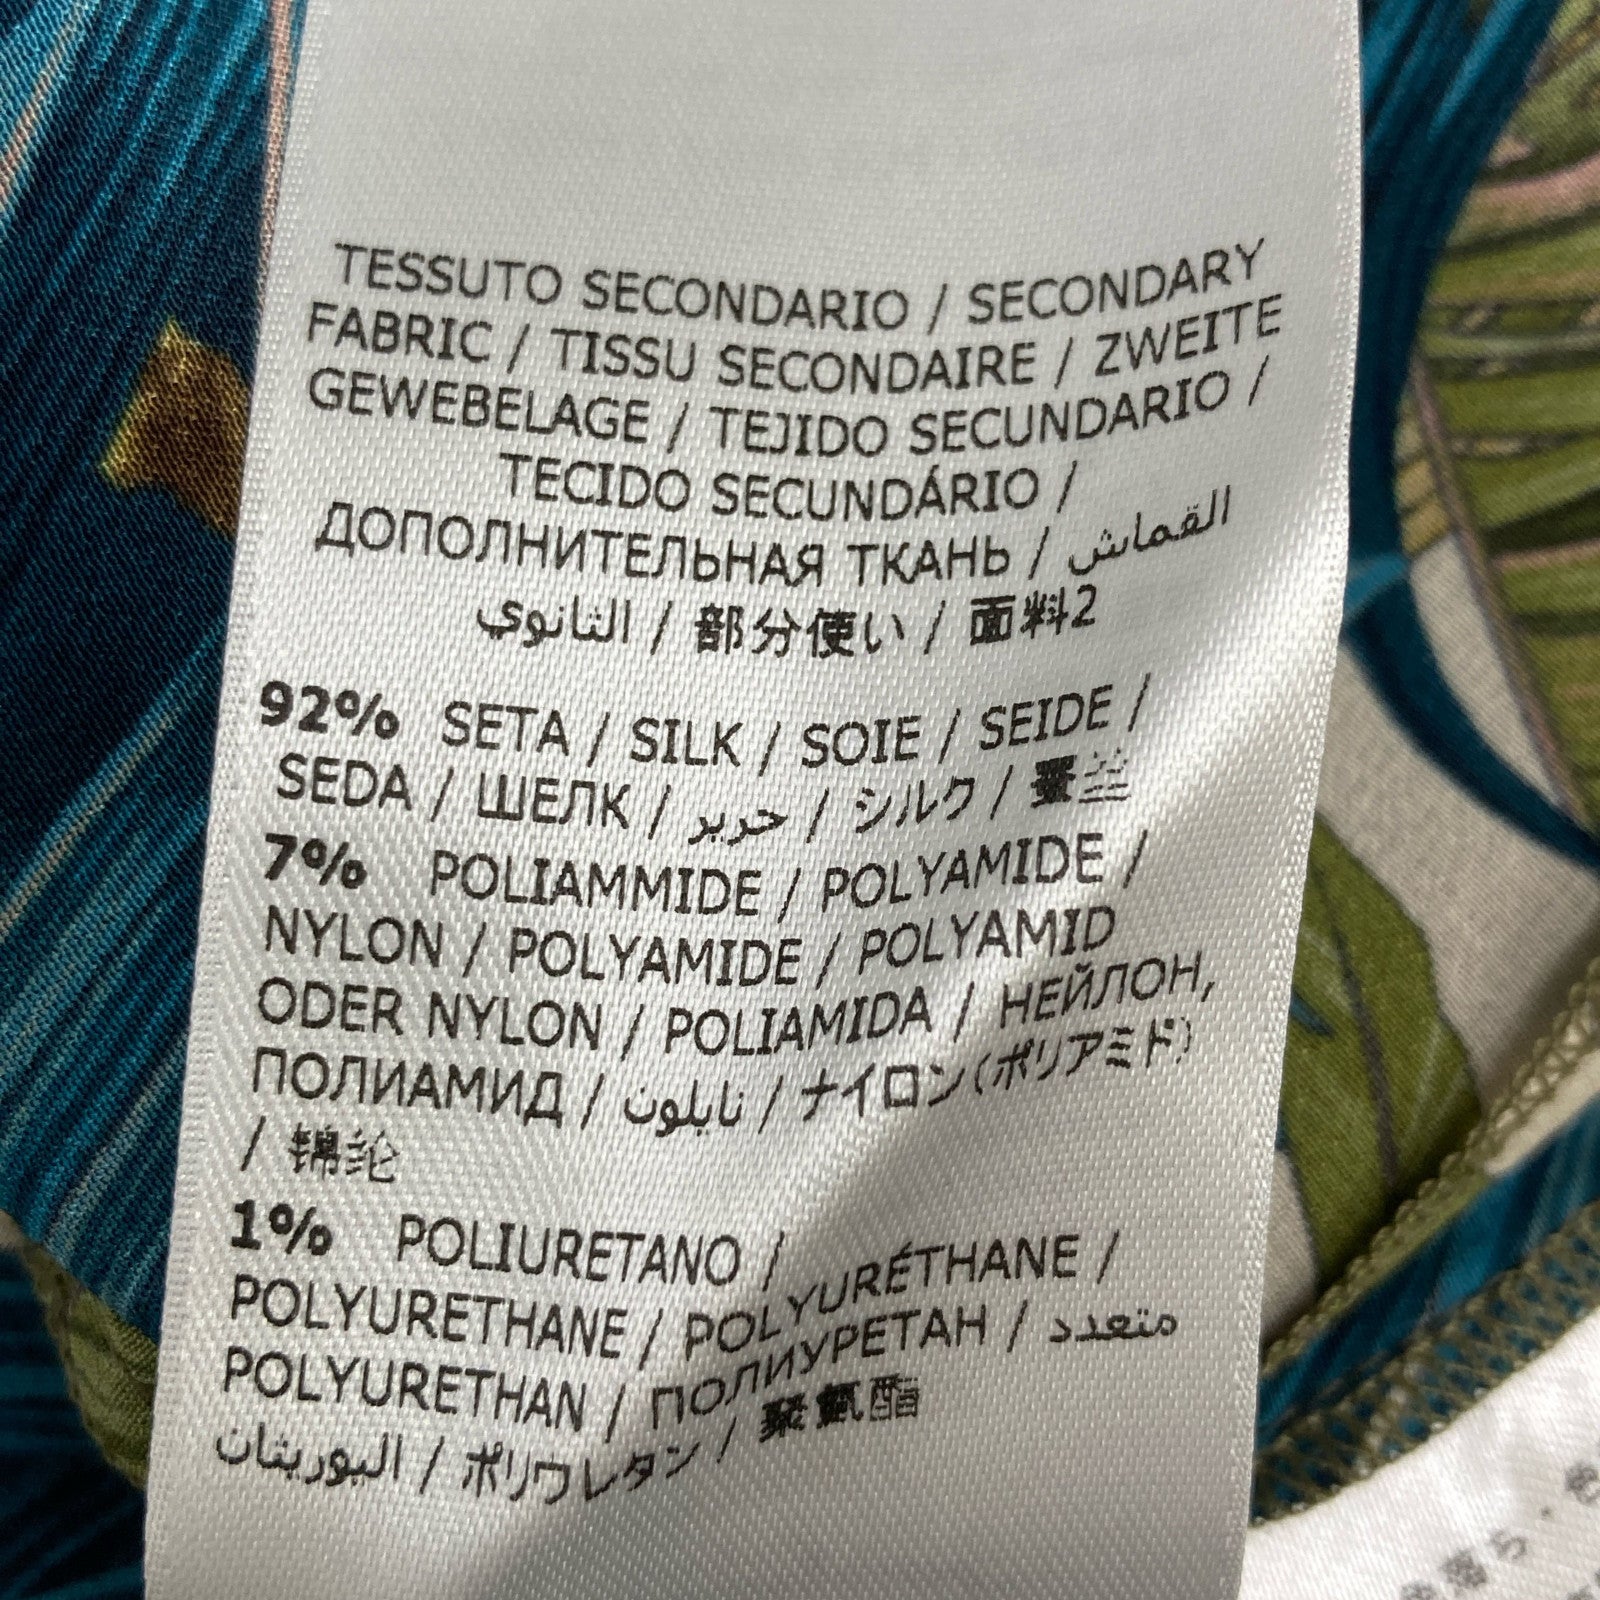 TESSUTO SECONDARIO / SECONDARY
FABRIC / TISSU SECONDAIRE / ZWEITE
GEWEBELAGE / TEJIDO SECUNDARIO /
TECIDO SECUNDÁRIO /
ДОПОЛНИТЕЛЬНАЯ ТКАНЬ / القماش
الثانوي / 部分使い / 面料2
92% SETA / SILK / SOIE / SEIDE /
SEDA / ШЕЛК / حرير / シルク / 蚕丝
7% POLIAMMIDE / POLYAMIDE /
NYLON / POLYAMIDE / POLYAMID
ODER NYLON / POLIAMIDA / НЕЙЛОН,
ПОЛИАМИД / نايلون / ナイロン(ポリアミド)
/ 锦纶
1% POLIURETANO /
POLYURETHANE / POLYURÉTHANE /
POLYURETHAN / ПОЛИУРЕТАН / متعدد
اليوريثان / ポリウレタン / 聚氨酯